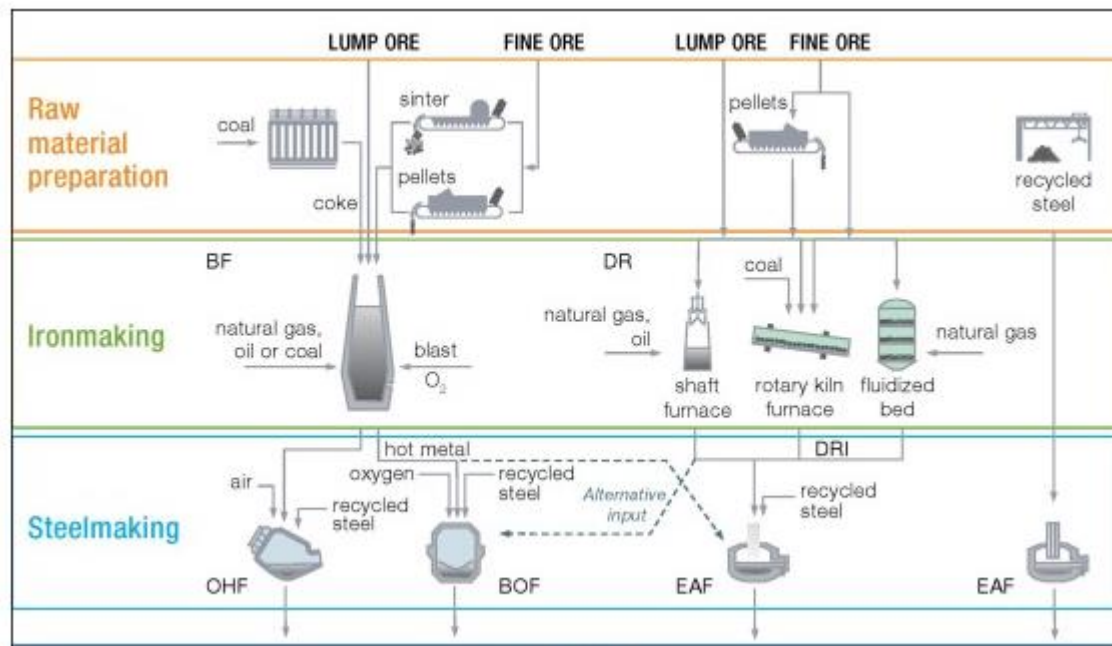 LUMP ORE
FINE ORE
LUMP ORE
FINE ORE
Raw
material
preparation
coal
sinter
pellets
coke
pellets
recycled
steel
Ironmaking
BF
natural gas,
oil or coal
blast
O₂
DR
coal
natural gas,
oil
natural gas
shaft
furnace
rotary kiln
furnace
fluidized
bed
Steelmaking
hot metal
DRI
air
oxygen
recycled
steel
recycled
steel
Alternative
input
recycled
steel
OHF
BOF
EAF
EAF